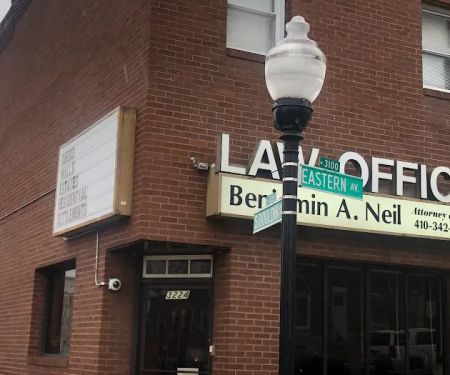 DEEDS
WILLS
ESTATES
RESIDENTIAL
SETTLEMENTS
LAW OFFIC
3100
EASTERN AV.
Benjamin A. Neil
Attorney
410-342-
3224